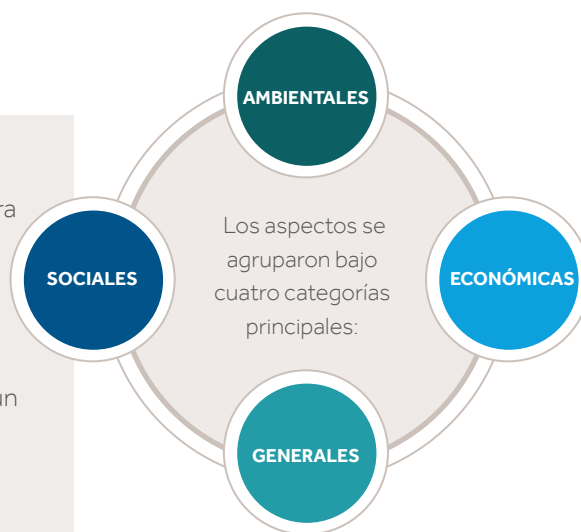 AMBIENTALES
Los aspectos se
agruparon bajo
cuatro categorías
principales:
SOCIALES
ECONÓMICAS
GENERALES